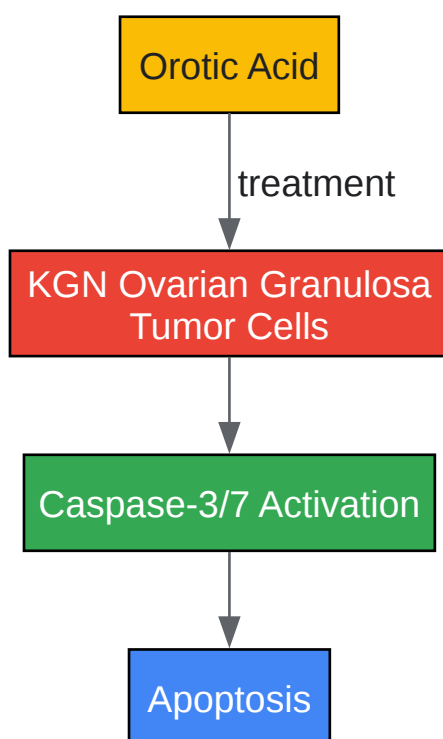 Orotic Acid
treatment
KGN Ovarian Granulosa
Tumor Cells
Caspase-3/7 Activation
Apoptosis